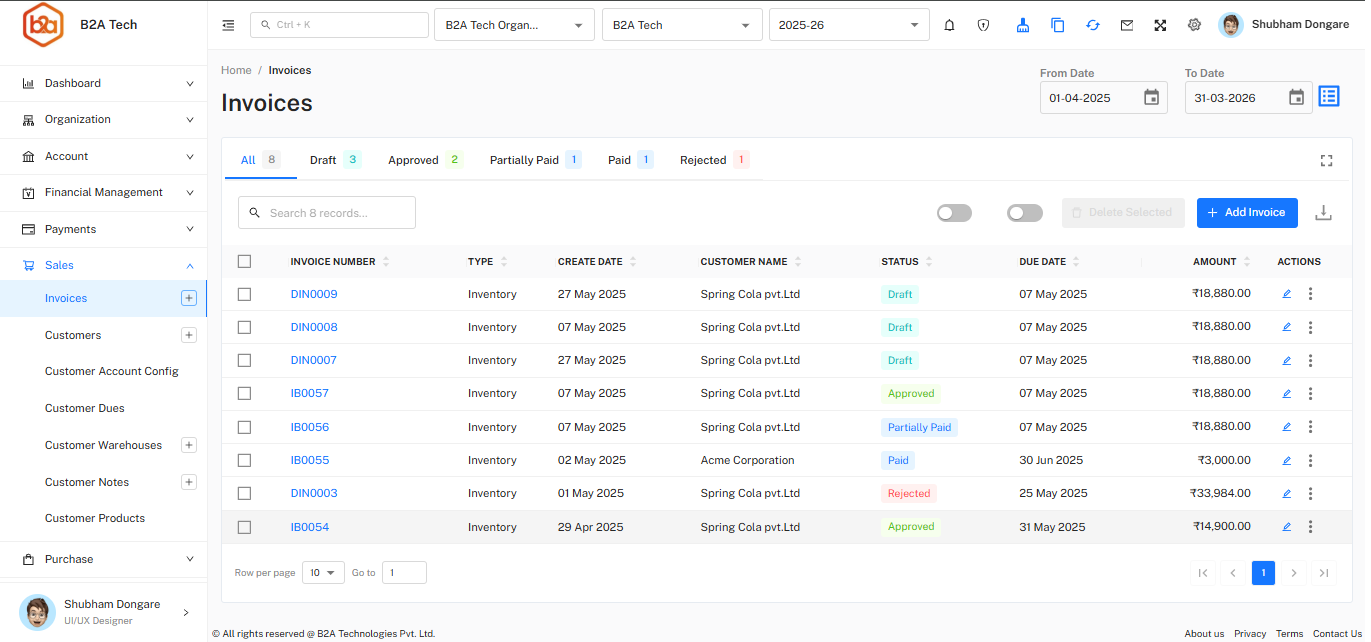 b2a B2A Tech
Ctrl + K
B2A Tech Organ...
B2A Tech
2025-26
Shubham Dongare
Dashboard
Organization
Account
Financial Management
Payments
Sales
Invoices
Customers
Customer Account Config
Customer Dues
Customer Warehouses
Customer Notes
Customer Products
Purchase
Shubham Dongare
UI/UX Designer
Home / Invoices
Invoices
From Date
01-04-2025
To Date
31-03-2026
All 8 Draft 3 Approved 2 Partially Paid 1 Paid 1 Rejected 1
Search 8 records...
Delete Selected
+ Add Invoice
INVOICE NUMBER TYPE CREATE DATE CUSTOMER NAME STATUS DUE DATE AMOUNT ACTIONS
DIN0009 Inventory 27 May 2025 Spring Cola pvt.Ltd Draft 07 May 2025 ₹18,880.00
DIN0008 Inventory 07 May 2025 Spring Cola pvt.Ltd Draft 07 May 2025 ₹18,880.00
DIN0007 Inventory 27 May 2025 Spring Cola pvt.Ltd Draft 07 May 2025 ₹18,880.00
IB0057 Inventory 07 May 2025 Spring Cola pvt.Ltd Approved 07 May 2025 ₹18,880.00
IB0056 Inventory 07 May 2025 Spring Cola pvt.Ltd Partially Paid 07 May 2025 ₹18,880.00
IB0055 Inventory 02 May 2025 Acme Corporation Paid 30 Jun 2025 ₹3,000.00
DIN0003 Inventory 01 May 2025 Spring Cola pvt.Ltd Rejected 25 May 2025 ₹33,984.00
IB0054 Inventory 29 Apr 2025 Spring Cola pvt.Ltd Approved 31 May 2025 ₹14,900.00
Row per page 10 Go to 1
1
© All rights reserved @ B2A Technologies Pvt. Ltd.
About us Privacy Terms Contact Us